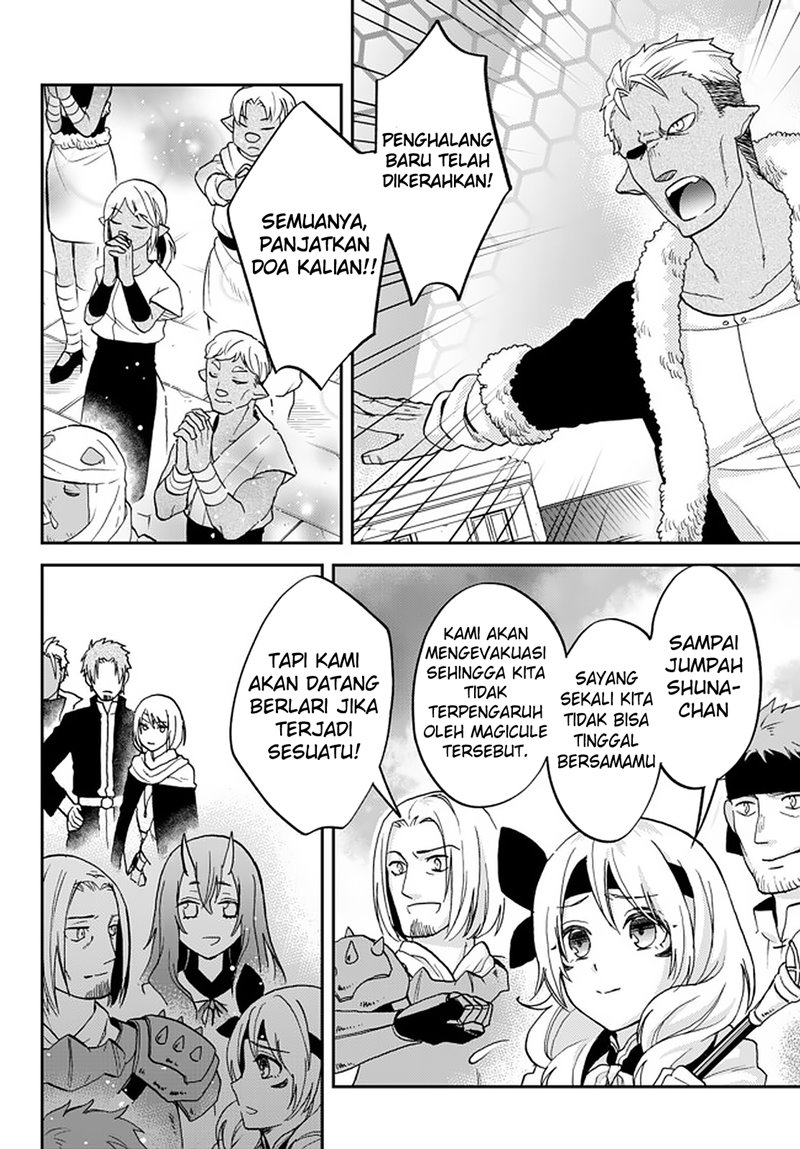 PENGHALANG
BARU TELAH
DIKERAHKAN!
SEMUANYA,
PANJATKAN
DOA KALIAN!!
SAMPAI
JUMPAH
SHUNA-
CHAN
SAYANG
SEKALI KITA
TIDAK BISA
TINGGAL
BERSAMAMU
KAMI AKAN
MENGEVAKUASI
SEHINGGA KITA
TIDAK
TERPENGARUH
OLEH MAGICULE
TERSEBUT.
TAPI KAMI
AKAN DATANG
BERLARI JIKA
TERJADI
SESUATU!